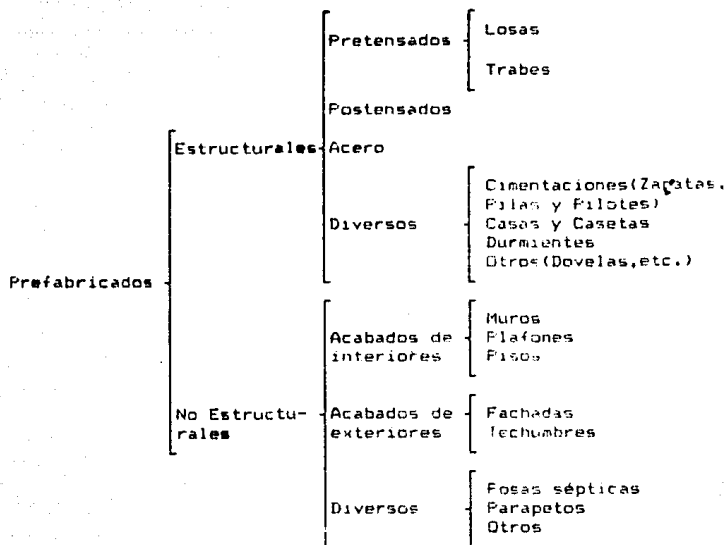 Pretensados
Losas
Trabes
Postensados
Estructurales
Acero
Diversos
Cimentaciones(Zapatas,
Pilas y Pilotes)
Casas y Casetas
Durmientes
Otros(Dovelas,etc.)
Prefabricados
Acabados de
interiores
Muros
Plafones
Pisos
No Estructu-
rales
Acabados de
exteriores
Fachadas
Techumbres
Diversos
Fosas sépticas
Parapetos
Otros